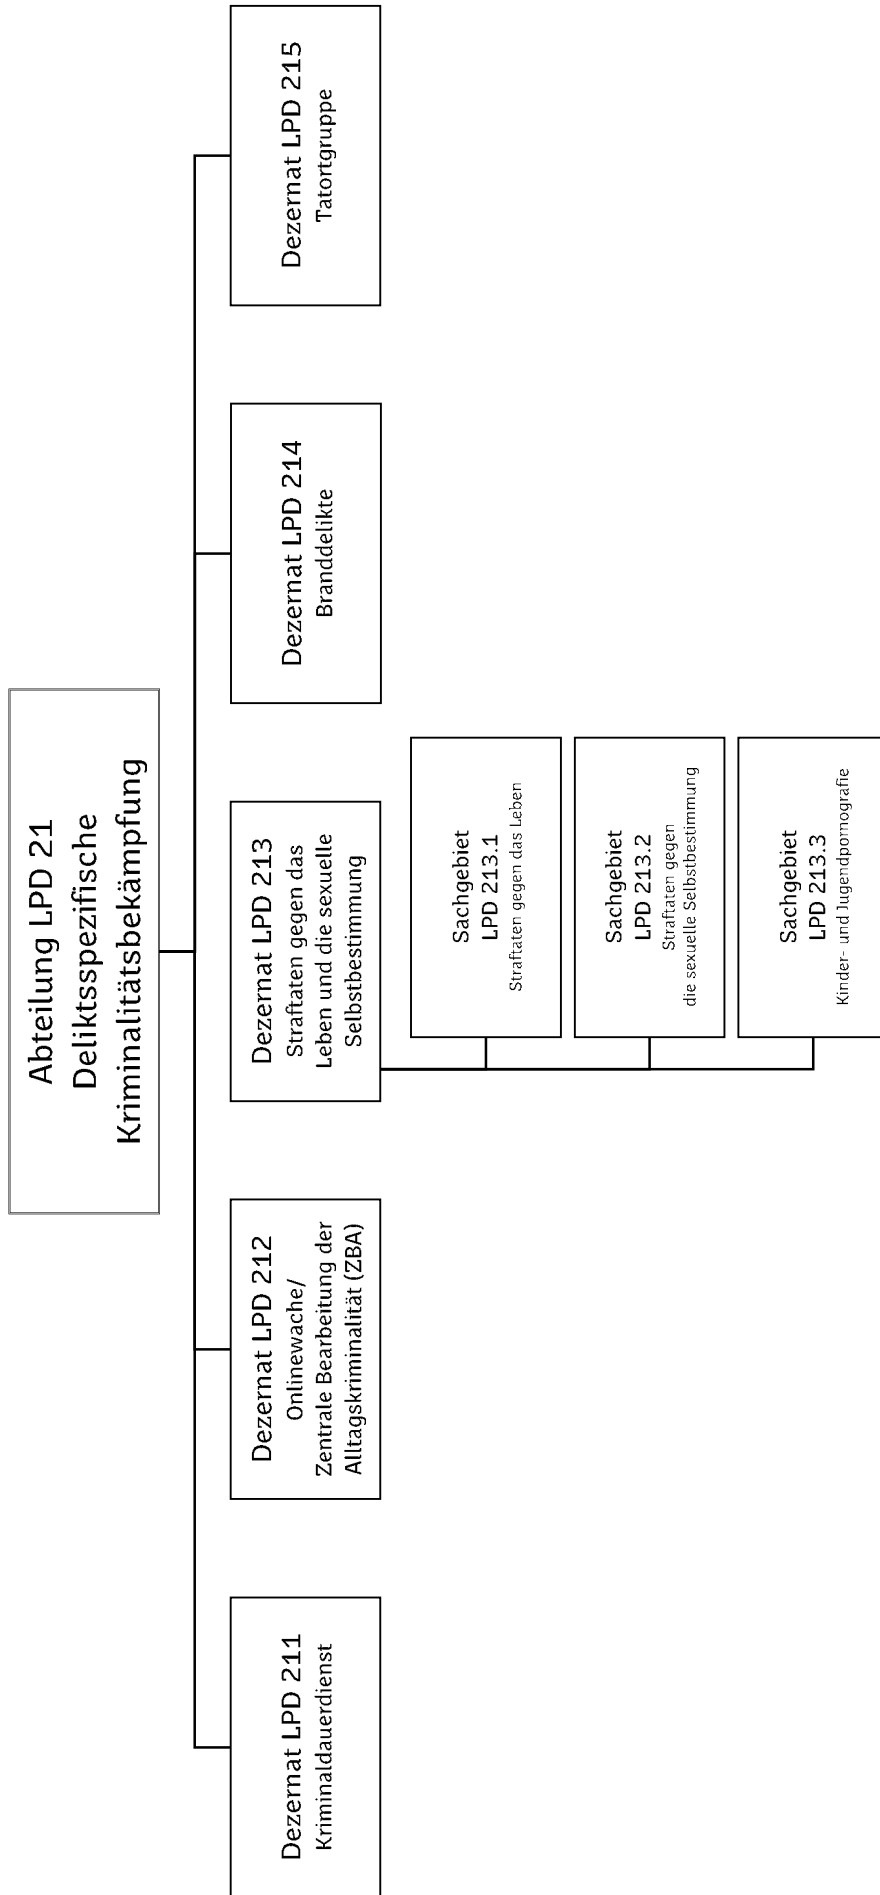 Abteilung LPD 21
Deliktsspezifische
Kriminalitätsbekämpfung
Dezernat LPD 211
Kriminaldauerdienst
Dezernat LPD 212
Onlinewache/
Zentrale Bearbeitung der
Alltagskriminalität (ZBA)
Dezernat LPD 213
Straftaten gegen das
Leben und die sexuelle
Selbstbestimmung
Sachgebiet
LPD 213.1
Straftaten gegen das Leben
Sachgebiet
LPD 213.2
Straftaten gegen
die sexuelle Selbstbestimmung
Sachgebiet
LPD 213.3
Kinder- und Jugendpornografie
Dezernat LPD 214
Branddelikte
Dezernat LPD 215
Tatortgruppe